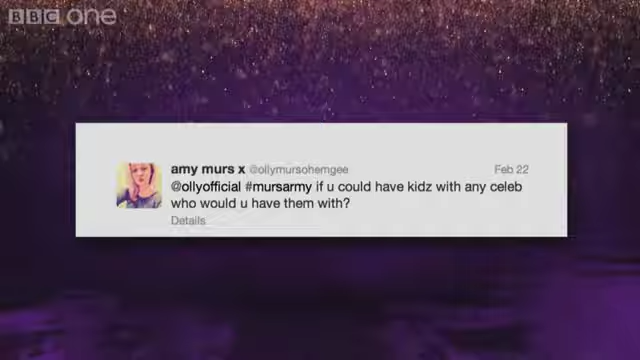 BBC one
amy murs x @ollymursohemgee Feb 22
@ollyofficial #mursarmy if u could have kidz with any celeb
who would u have them with?
Details